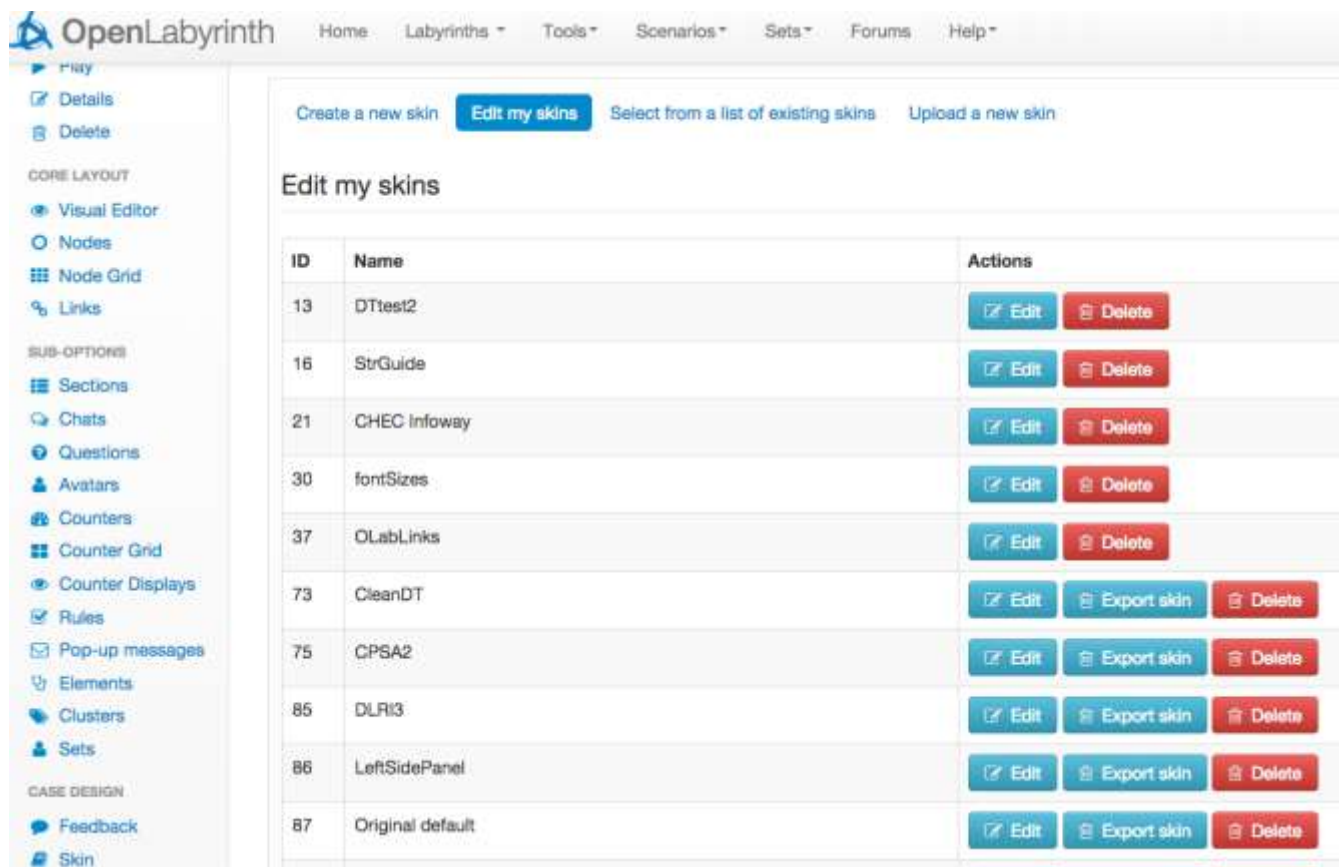 OpenLabyrinth Home Labyrinths Tools Scenarios Sets Forums Help
Play
Details
Delete
CORE LAYOUT
Visual Editor
Nodes
Node Grid
Links
SUB-OPTIONS
Sections
Chats
Questions
Avatars
Counters
Counter Grid
Counter Displays
Rules
Pop-up messages
Elements
Clusters
Sets
CASE DESIGN
Feedback
Skin
Create a new skin Edit my skins Select from a list of existing skins Upload a new skin
Edit my skins
ID Name Actions
13 DTtest2 Edit Delete
16 StrGuide Edit Delete
21 CHEC Infoway Edit Delete
30 fontSizes Edit Delete
37 OLabLinks Edit Delete
73 CleanDT Edit Export skin Delete
75 CPSA2 Edit Export skin Delete
85 DLRI3 Edit Export skin Delete
86 LeftSidePanel Edit Export skin Delete
87 Original default Edit Export skin Delete